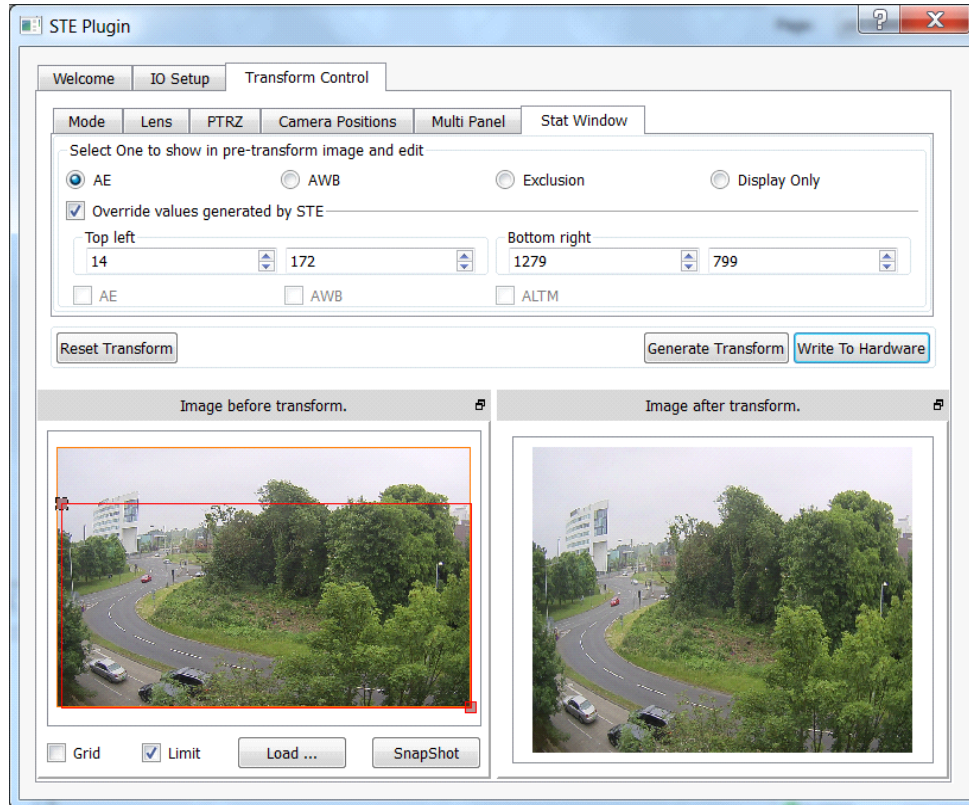 STE Plugin
Welcome IO Setup Transform Control
Mode Lens PTRZ Camera Positions Multi Panel Stat Window
Select One to show in pre-transform image and edit
AE AWB Exclusion Display Only
Override values generated by STE
Top left Bottom right
14 172 1279 799
AE AWB ALTM
Reset Transform Generate Transform Write To Hardware
Image before transform. Image after transform.
Grid Limit Load ... SnapShot